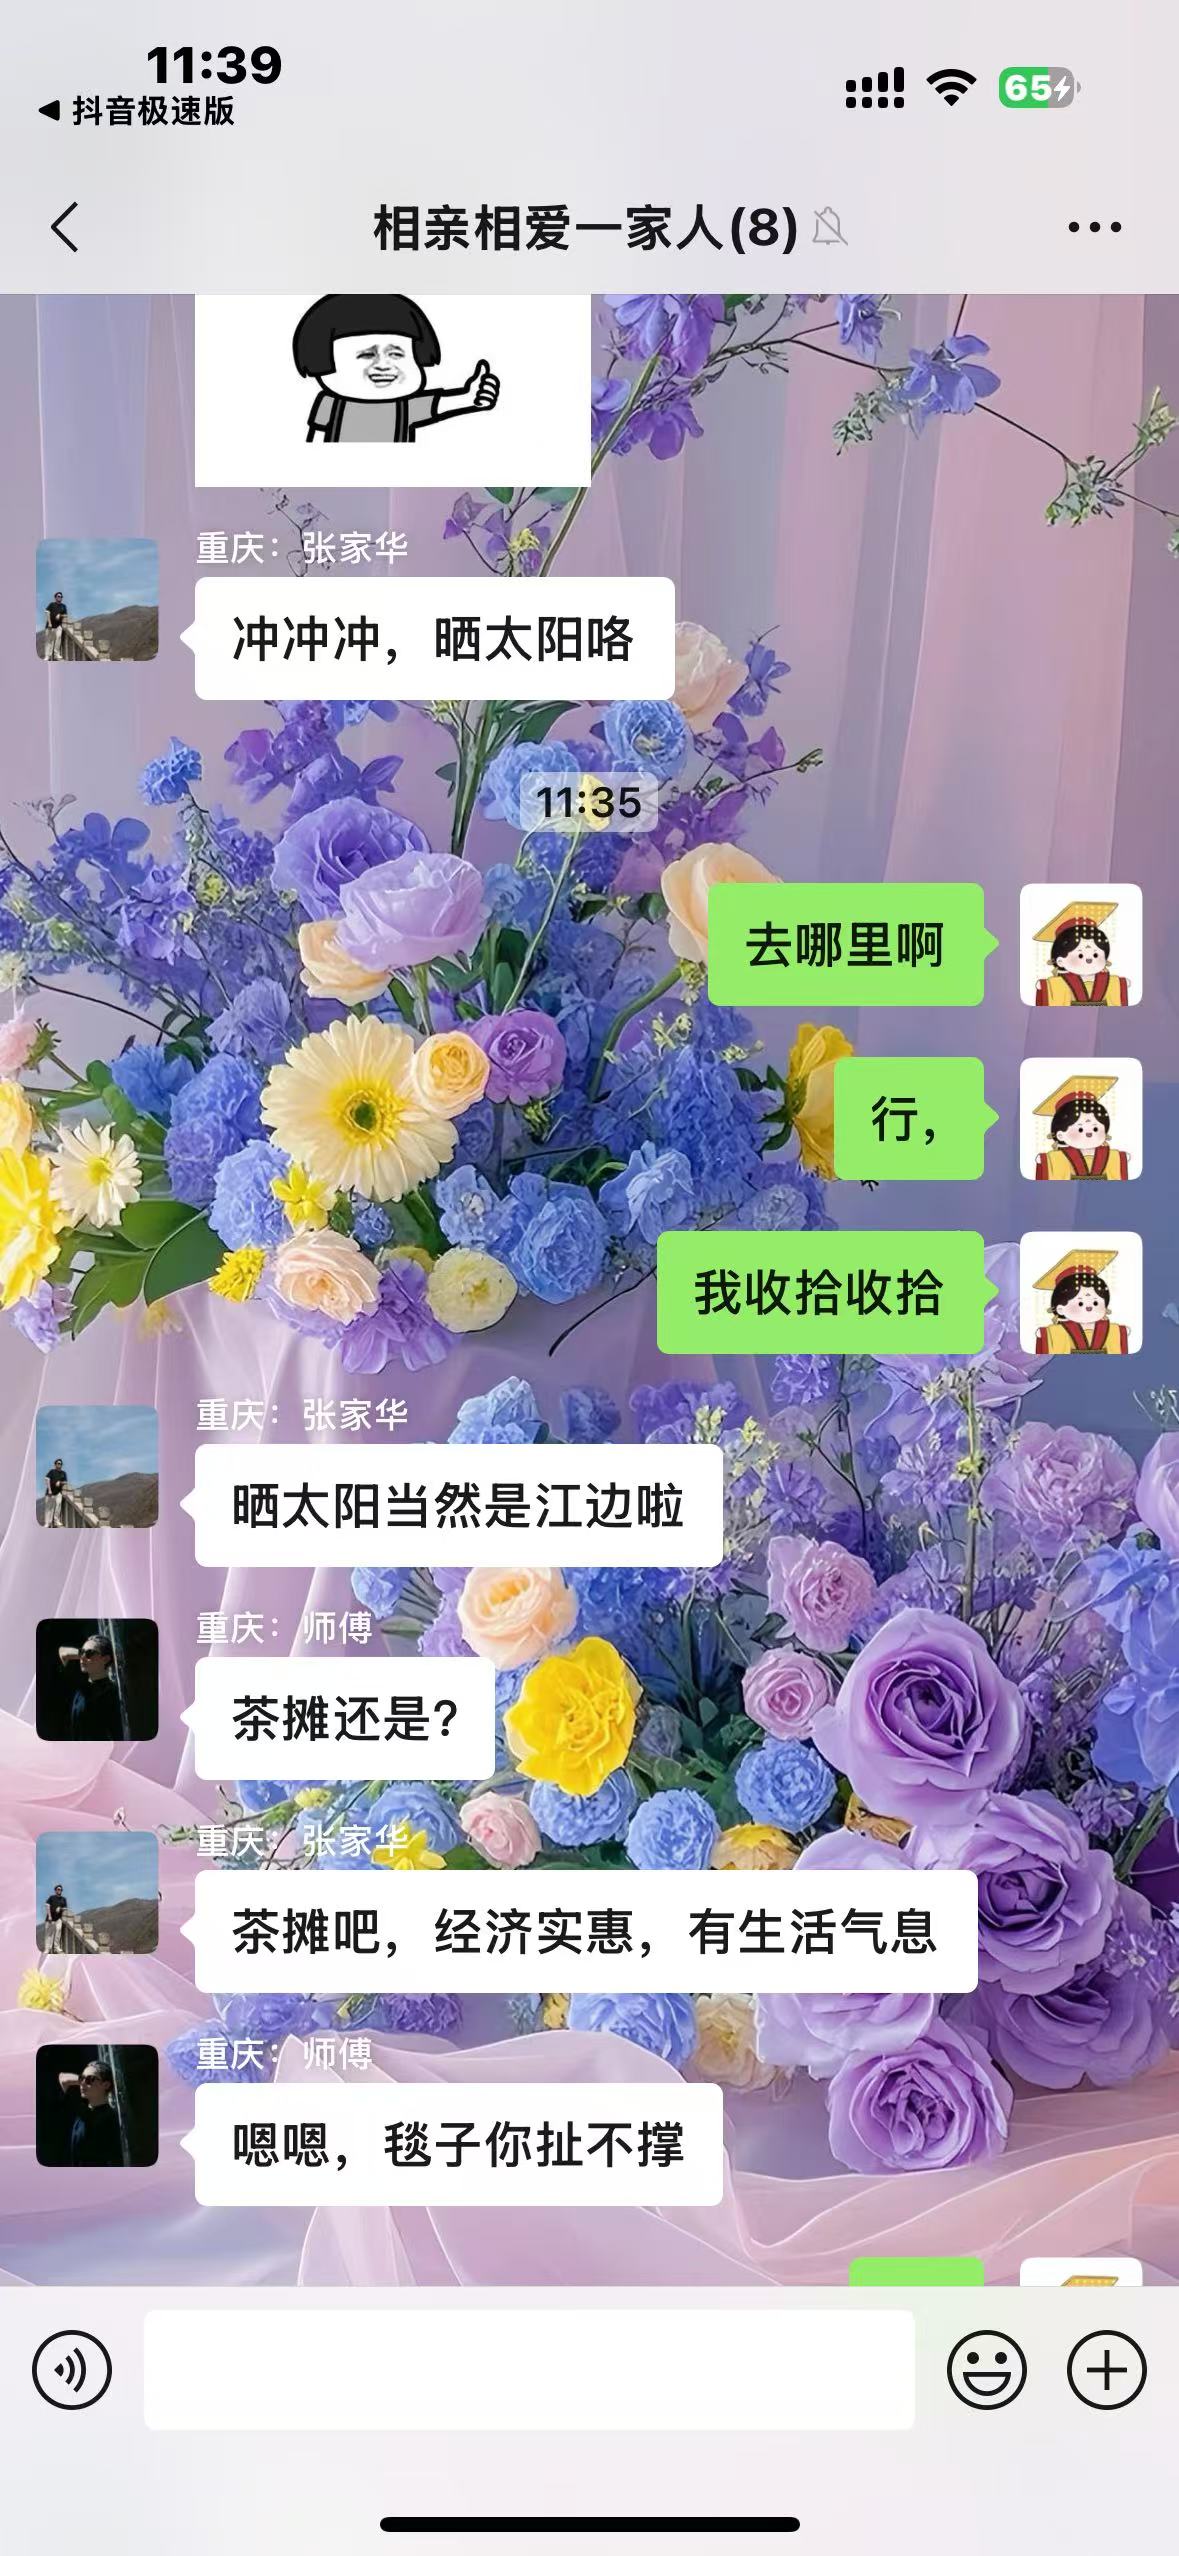 11:39
65
抖音极速版
相亲相爱一家人(8)
重庆：张家华
冲冲冲，晒太阳咯
11:35
去哪里啊
行，
我收拾收拾
重庆：张家华
晒太阳当然是江边啦
重庆：师傅
茶摊还是?
重庆：张家华
茶摊吧，经济实惠，有生活气息
重庆：师傅
嗯嗯，毯子你扯不撑